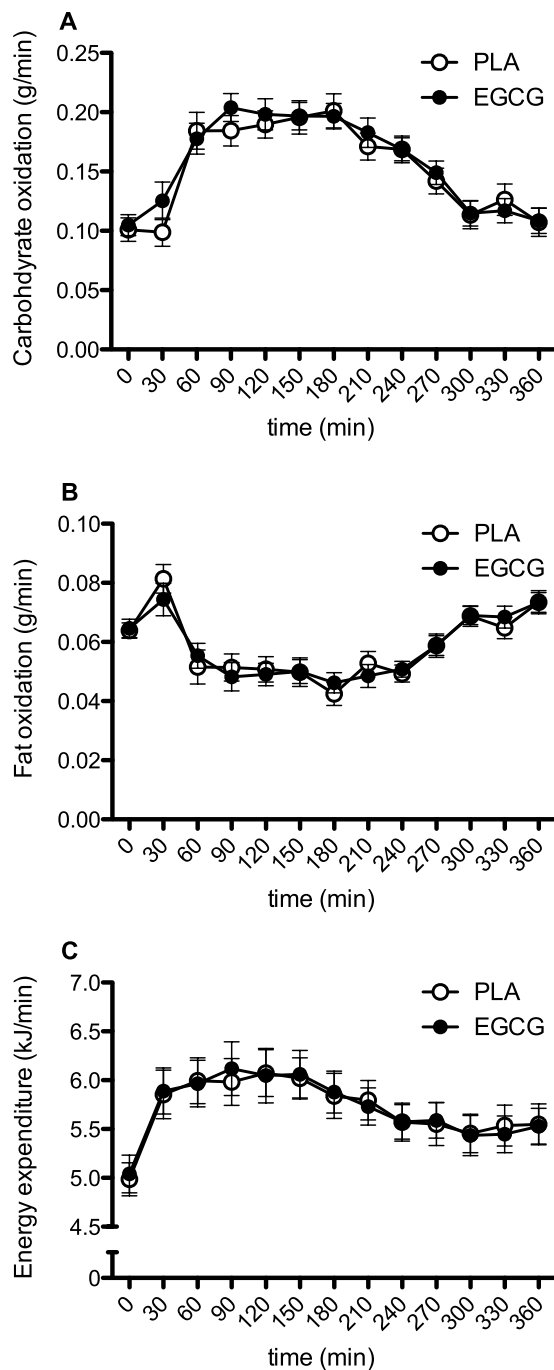 A
Carbohdyrate oxidation (g/min)
0.25
0.20
0.15
0.10
0.05
0.00
PLA
EGCG
0 30 60 90 120 150 180 210 240 270 300 330 360
time (min)
B
Fat oxidation (g/min)
0.10
0.08
0.06
0.04
0.02
0.00
PLA
EGCG
0 30 60 90 120 150 180 210 240 270 300 330 360
time (min)
C
Energy expenditure (kJ/min)
7.0
6.5
6.0
5.5
5.0
4.5
0
PLA
EGCG
0 30 60 90 120 150 180 210 240 270 300 330 360
time (min)